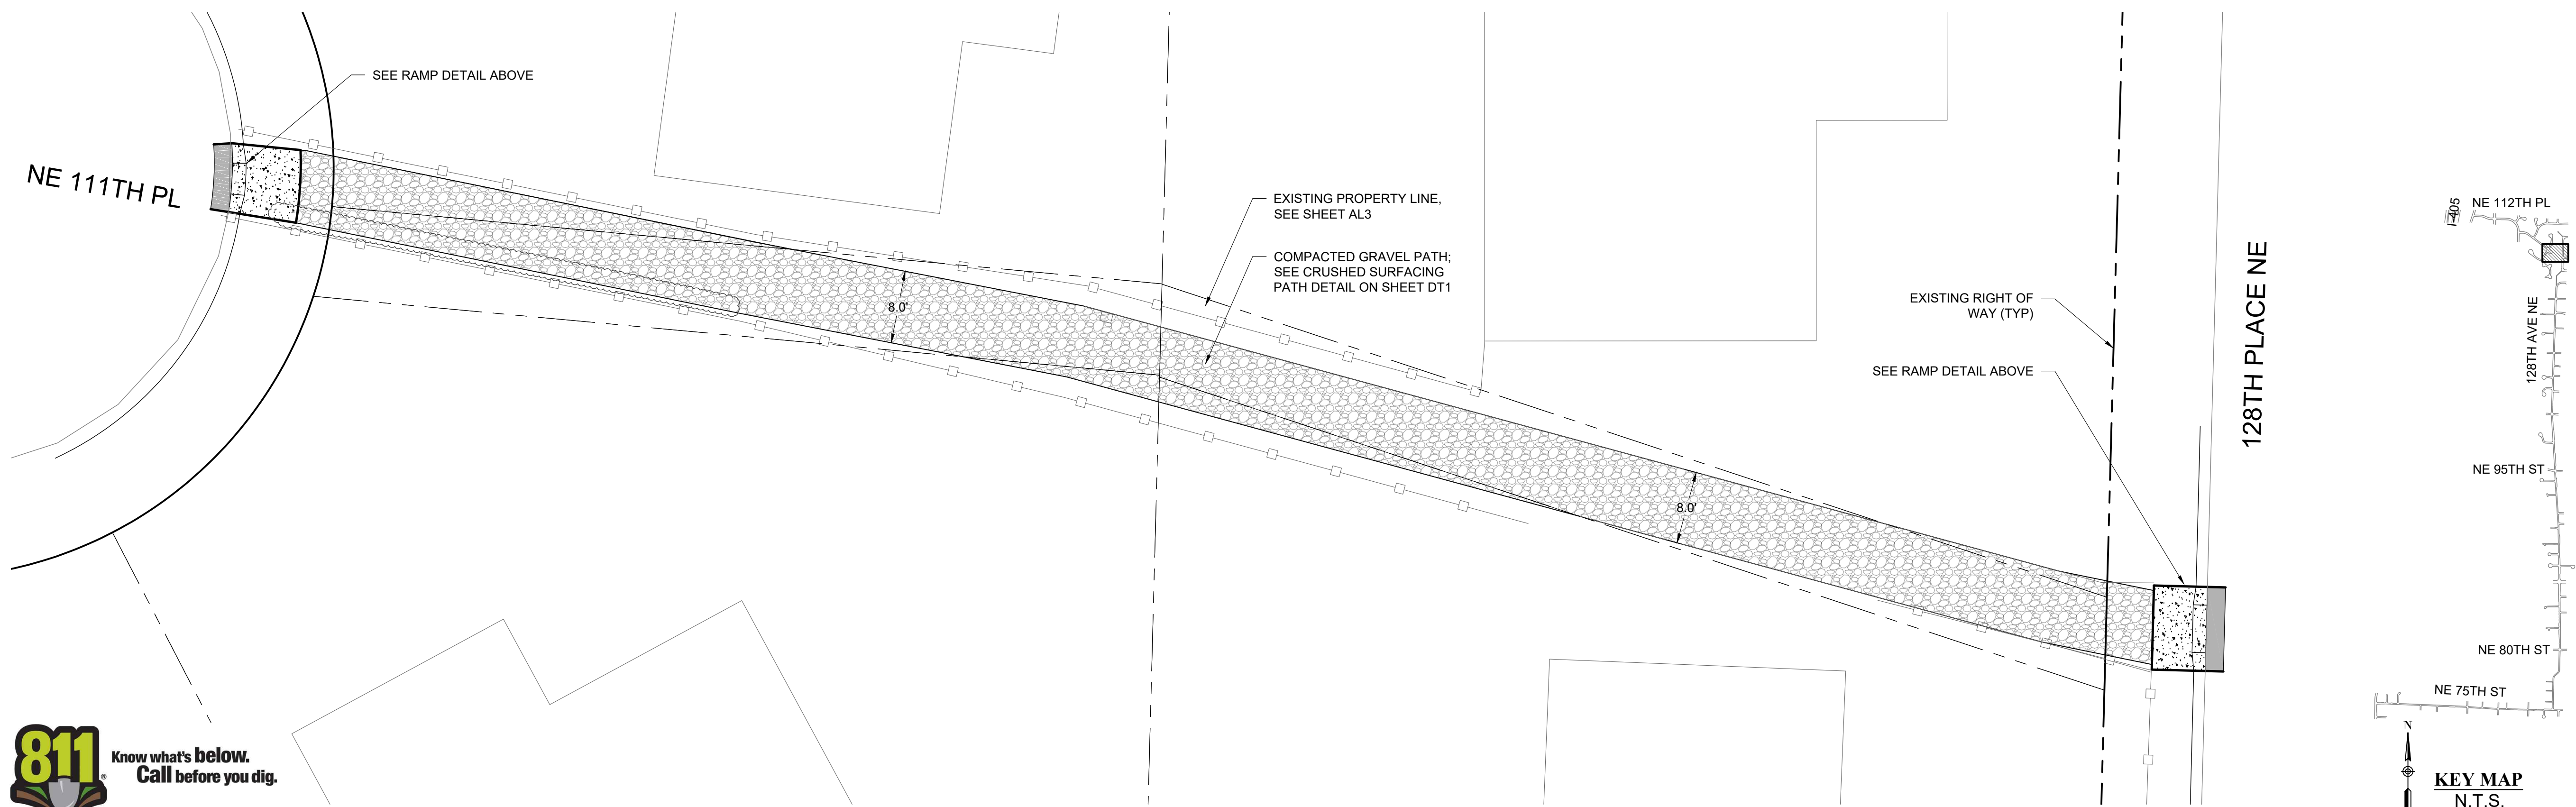 SEE RAMP DETAIL ABOVE
NE 111TH PL
EXISTING PROPERTY LINE,
SEE SHEET AL3
COMPACTED GRAVEL PATH;
SEE CRUSHED SURFACING
PATH DETAIL ON SHEET DT1
8.0'
8.0'
EXISTING RIGHT OF
WAY (TYP)
SEE RAMP DETAIL ABOVE
128TH PLACE NE
I-405
NE 112TH PL
128TH AVE NE
NE 95TH ST
NE 80TH ST
NE 75TH ST
N
KEY MAP
N.T.S.
811
®
Know what's below.
Call before you dig.